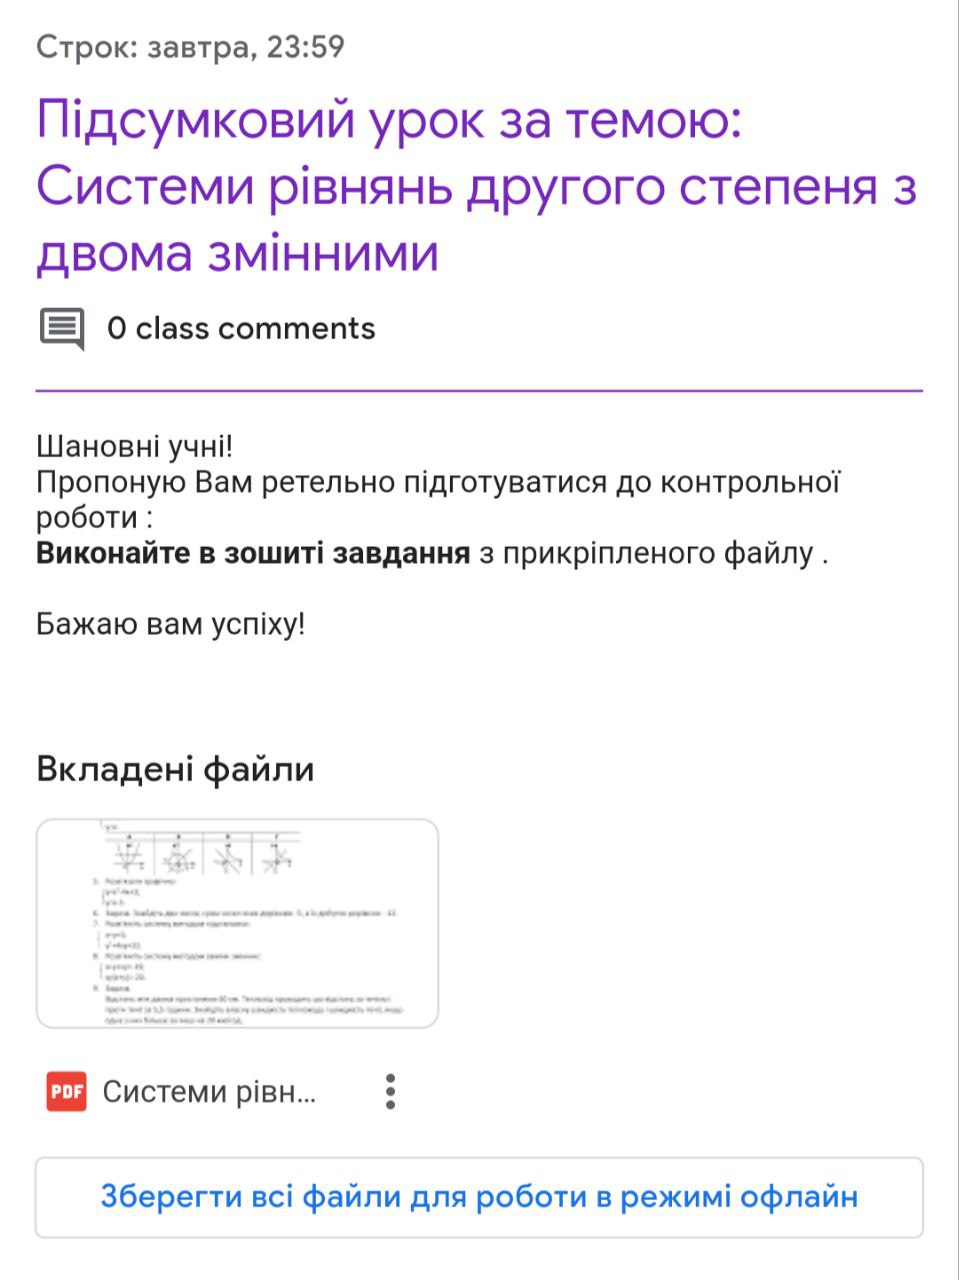 Строк: завтра, 23:59
Підсумковий урок за темою:
Системи рівнянь другого степеня з
двома змінними
0 class comments
Шановні учні!
Пропоную Вам ретельно підготуватися до контрольної
роботи :
Виконайте в зошиті завдання з прикріпленого файлу .
Бажаю вам успіху!
Вкладені файли
PDF Системи рівн...
Зберегти всі файли для роботи в режимі офлайн